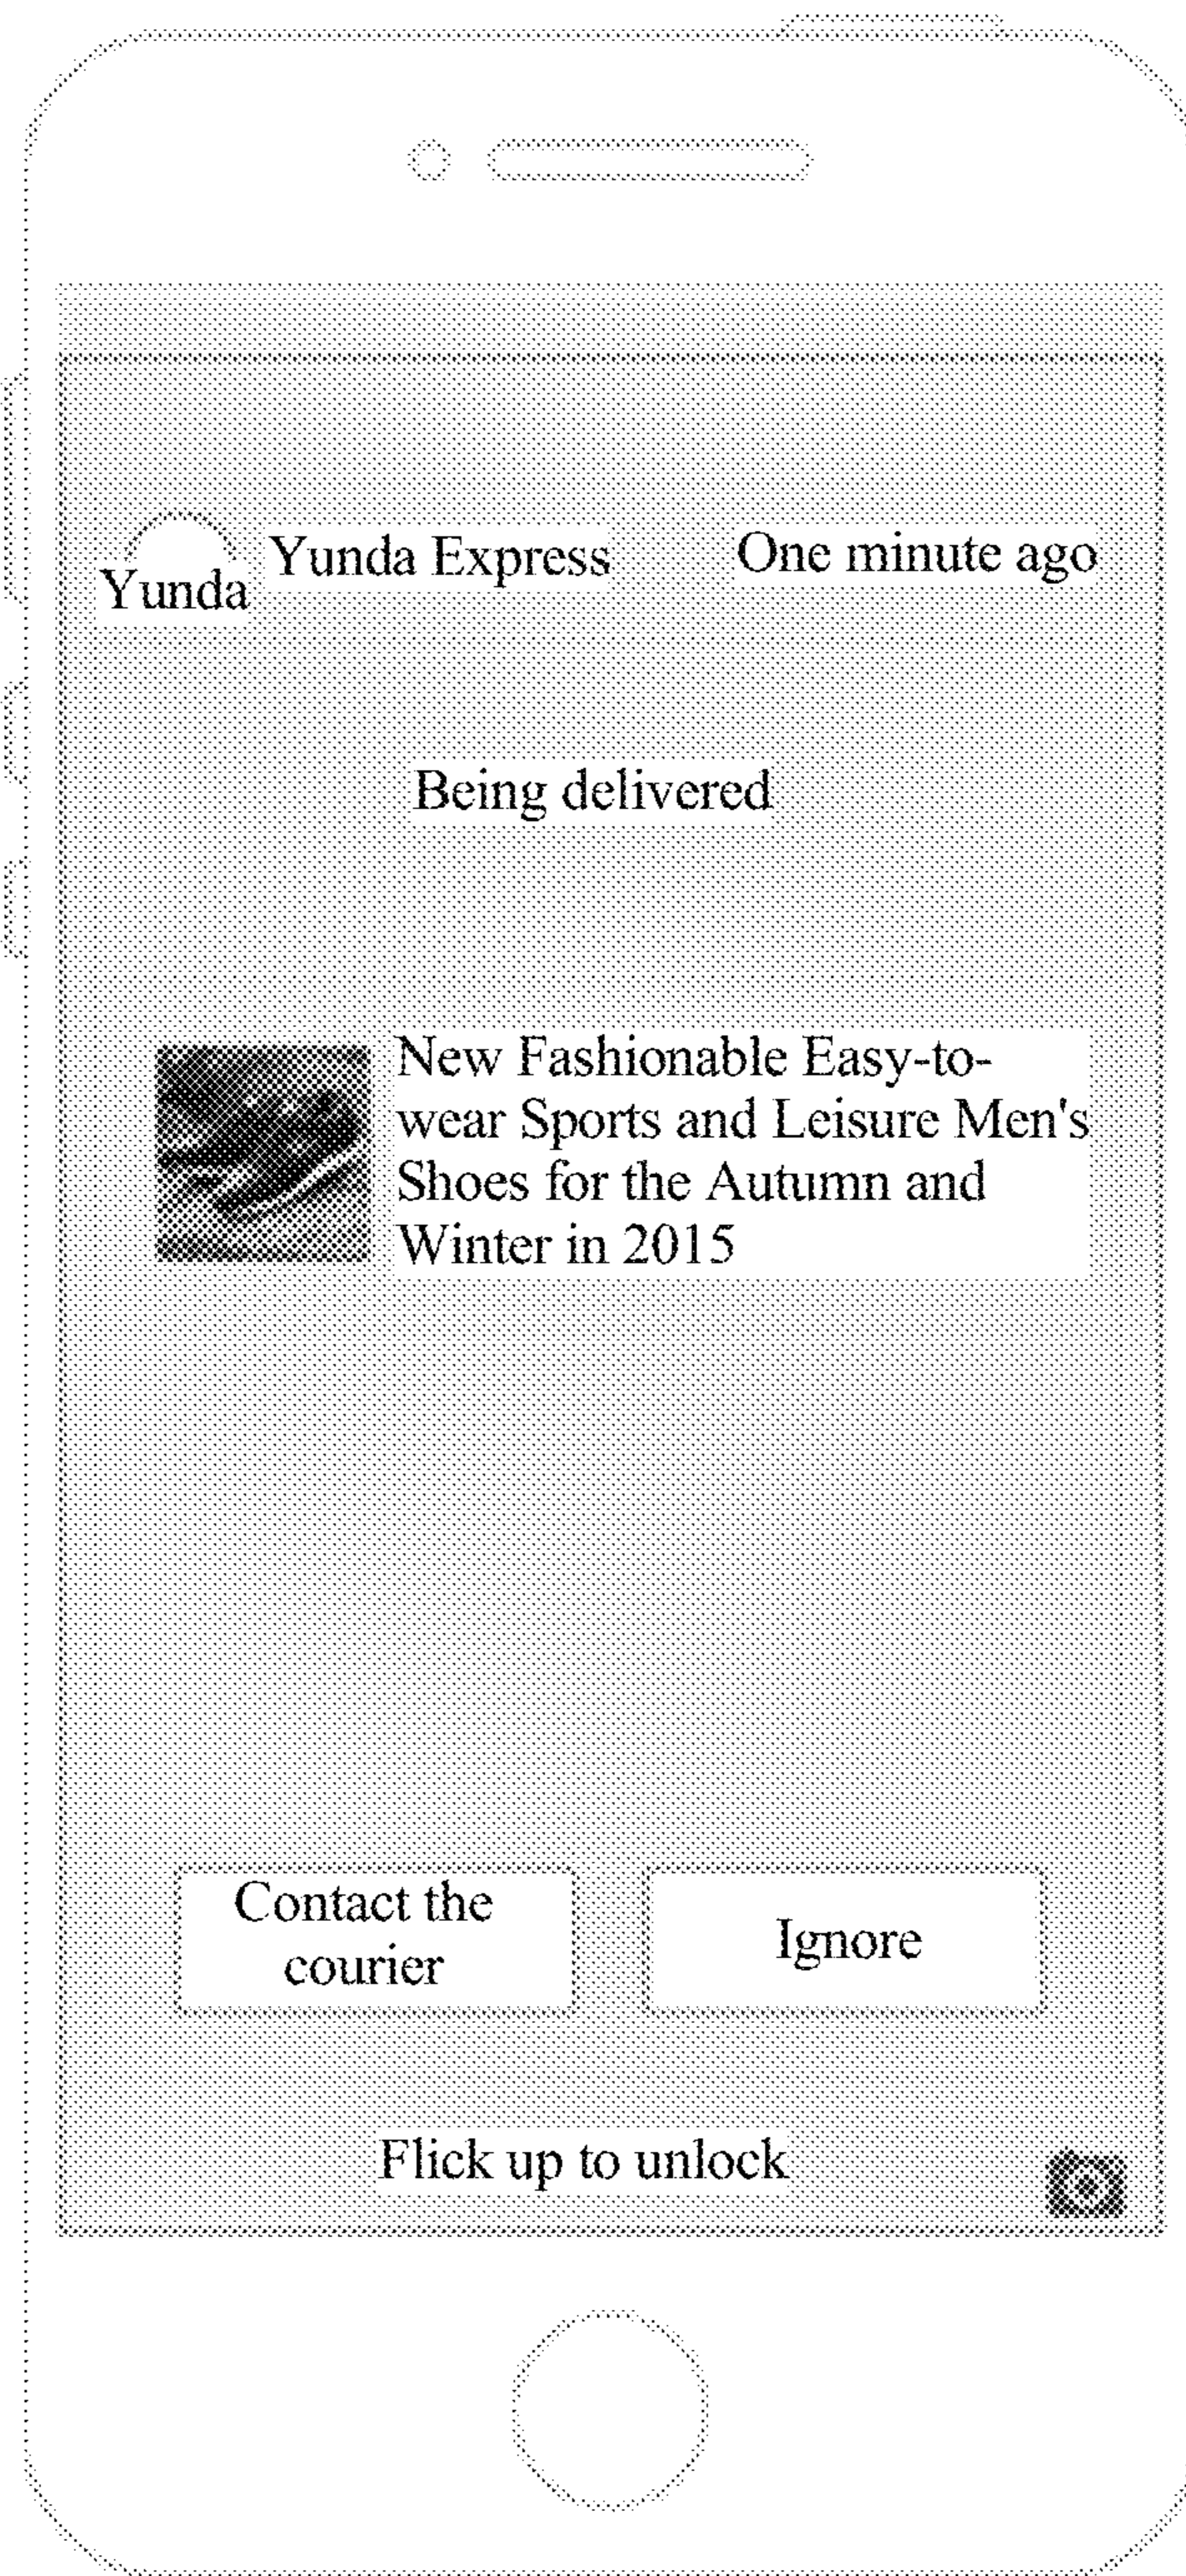 Yunda
Yunda Express
One minute ago
Being delivered
New Fashionable Easy-to-
wear Sports and Leisure Men's
Shoes for the Autumn and
Winter in 2015
Contact the
courier
Ignore
Flick up to unlock